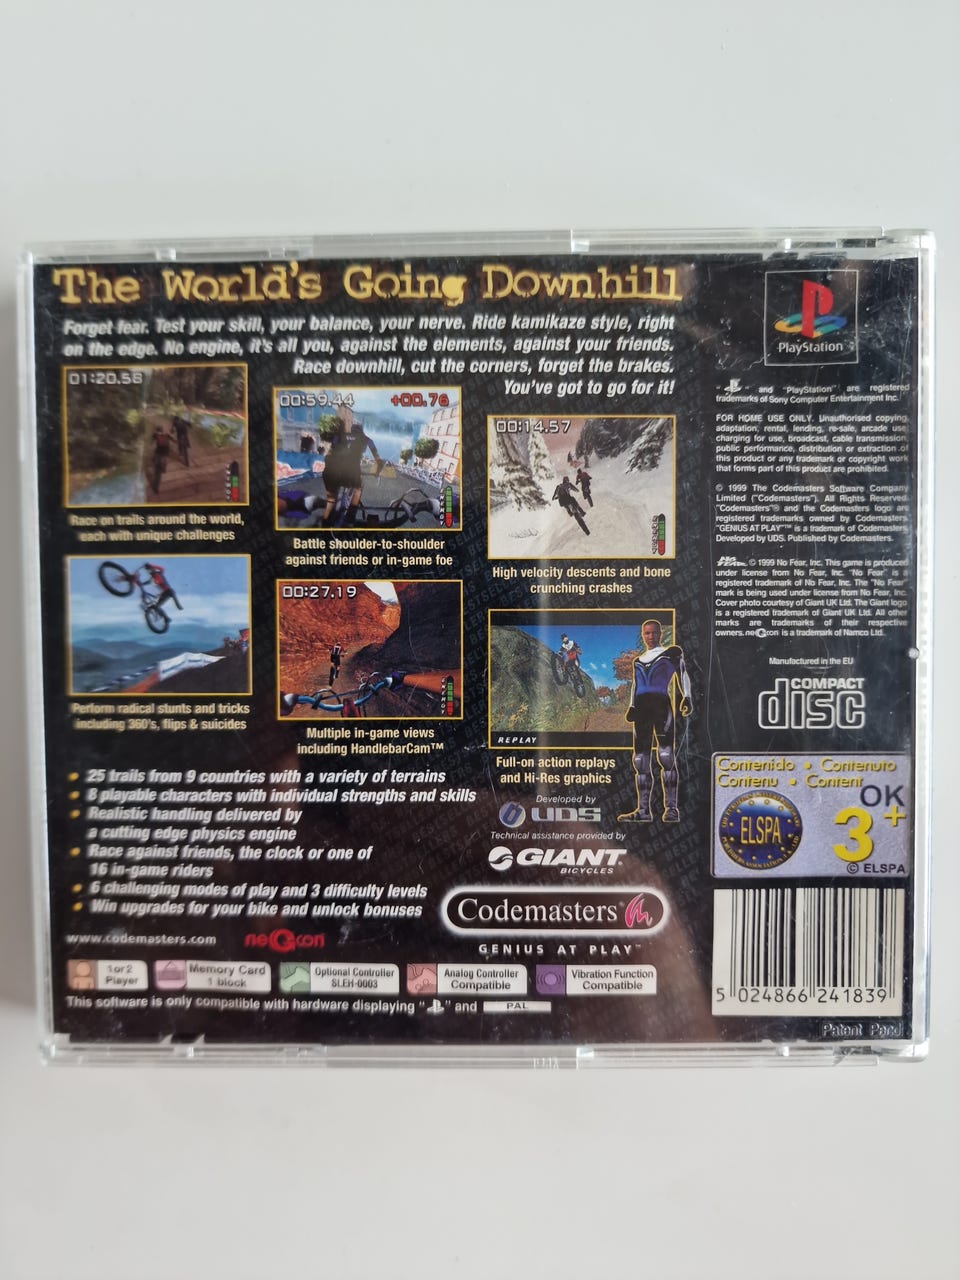 The World's Going Downhill
Forget fear. Test your skill, your balance, your nerve. Ride kamikaze style, right
on the edge. No engine, it's all you, against the elements, against your friends.
Race downhill, cut the corners, forget the brakes.
You've got to go for it!
01:20.58
Race on trails around the world,
each with unique challenges
00:59.44 +00.76
ENERGY
Battle shoulder-to-shoulder
against friends or in-game foe
00:14.57
High velocity descents and bone
crunching crashes
Perform radical stunts and tricks
including 360's, flips & suicides
00:27.19
ENERGY
Multiple in-game views
including HandlebarCam™
REPLAY
Full-on action replays
and Hi-Res graphics
• 25 trails from 9 countries with a variety of terrains
• 8 playable characters with individual strengths and skills
• Realistic handling delivered by
a cutting edge physics engine
• Race against friends, the clock or one of
16 in-game riders
• 6 challenging modes of play and 3 difficulty levels
• Win upgrades for your bike and unlock bonuses
www.codemasters.com neGcon
Developed by
UDS
Technical assistance provided by
GIANT
BICYCLES
Codemasters
GENIUS AT PLAY™
1 or 2
Player
Memory Card
1 block
Optional Controller
SLEH-0003
Analog Controller
Compatible
Vibration Function
Compatible
This software is only compatible with hardware displaying " " and PAL
PlayStation
" " and "PlayStation" are registered
trademarks of Sony Computer Entertainment Inc.
FOR HOME USE ONLY. Unauthorised copying,
adaptation, rental, lending, re-sale, arcade use,
charging for use, broadcast, cable transmission,
public performance, distribution or extraction of
this product or any trademark or copyright work
that forms part of this product are prohibited.
© 1999 The Codemasters Software Company
Limited ("Codemasters"). All Rights Reserved.
"Codemasters"® and the Codemasters logo are
registered trademarks owned by Codemasters.
"GENIUS AT PLAY"™ is a trademark of Codemasters.
Developed by UDS. Published by Codemasters.
© 1999 No Fear, Inc. This game is produced
under license from No Fear, Inc. "No Fear" is a
registered trademark of No Fear, Inc. The "No Fear"
mark is being used under license from No Fear, Inc.
Cover photo courtesy of Giant UK Ltd. The Giant logo
is a registered trademark of Giant UK Ltd. All other
marks are trademarks of their respective
owners. neGcon is a trademark of Namco Ltd.
Manufactured in the EU
COMPACT
disc
Contenido • Contenuto
Contenu • Content
OK
ELSPA
3+
© ELSPA
5 024866 241839
Patent Pend